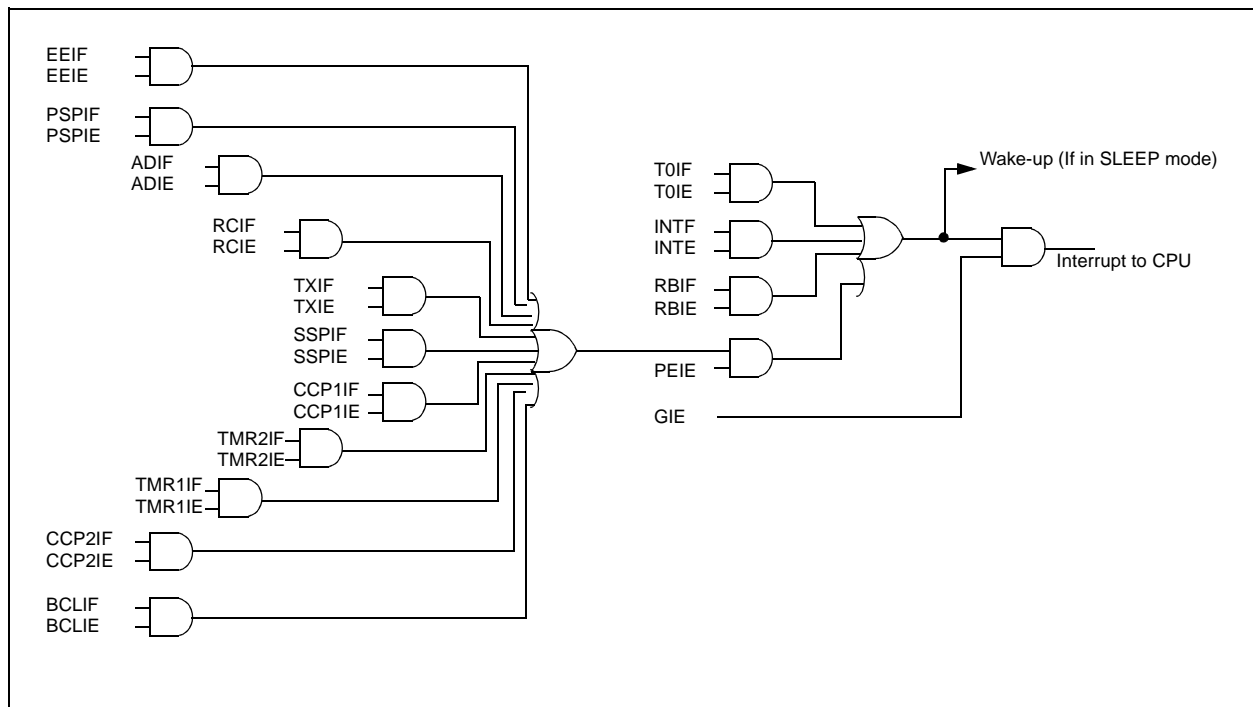 EEIF
EEIE
PSPIF
PSPIE
ADIF
ADIE
RCIF
RCIE
TXIF
TXIE
SSPIF
SSPIE
CCP1IF
CCP1IE
TMR2IF
TMR2IE
TMR1IF
TMR1IE
CCP2IF
CCP2IE
BCLIF
BCLIE
T0IF
T0IE
INTF
INTE
RBIF
RBIE
PEIE
GIE
Wake-up (If in SLEEP mode)
Interrupt to CPU